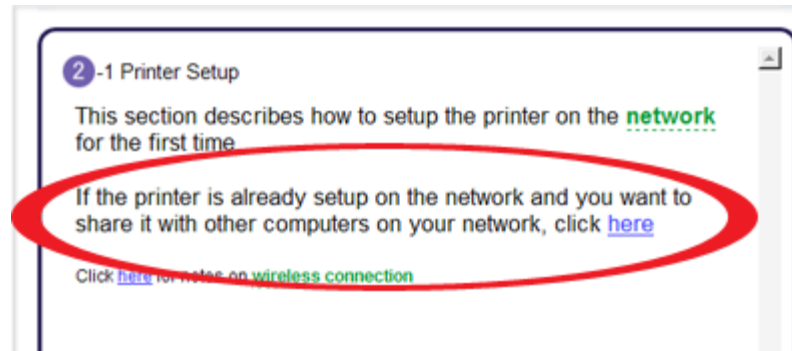 2-1 Printer Setup
This section describes how to setup the printer on the network
for the first time
If the printer is already setup on the network and you want to
share it with other computers on your network, click here
Click here for notes on wireless connection